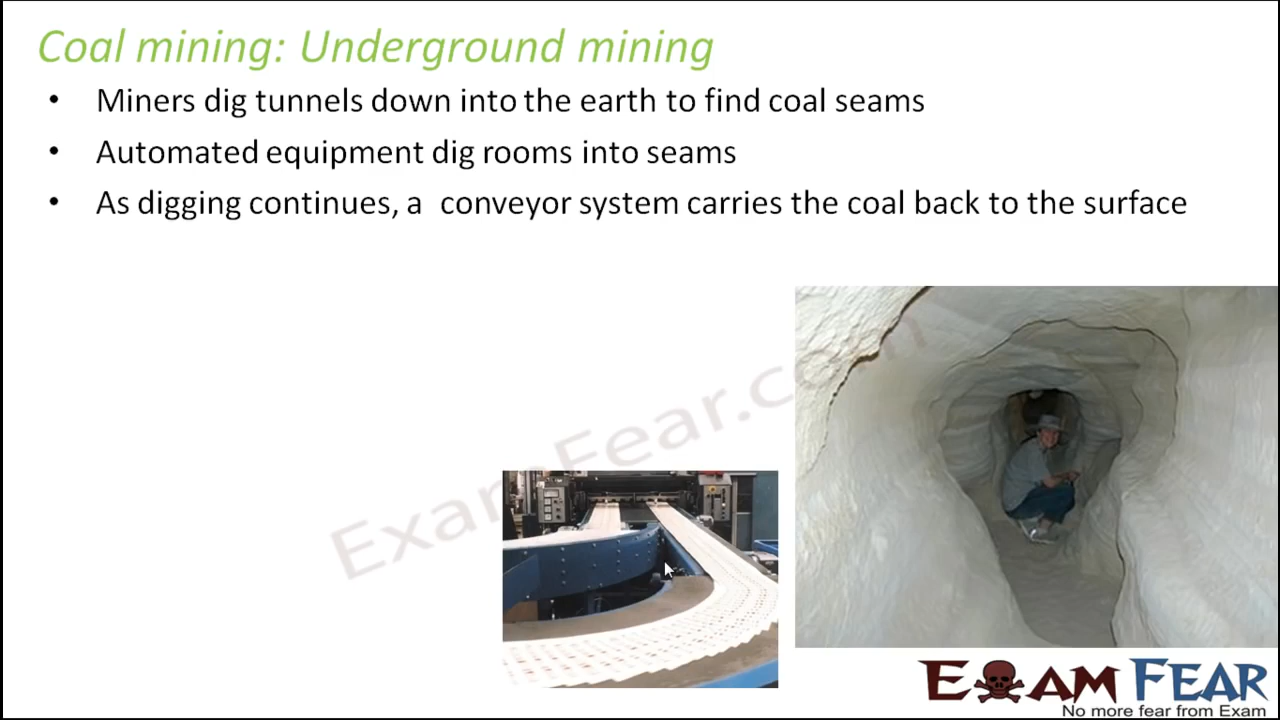 Coal mining: Underground mining
• Miners dig tunnels down into the earth to find coal seams
• Automated equipment dig rooms into seams
• As digging continues, a  conveyor system carries the coal back to the surface
ExamFear.com
EXAM FEAR
No more fear from Exam